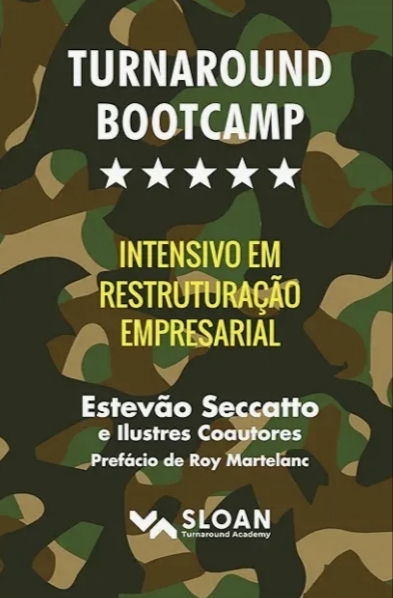 TURNAROUND
BOOTCAMP
INTENSIVO EM
RESTRUTURAÇÃO
EMPRESARIAL
Estevão Seccatto
e Ilustres Coautores
Prefácio de Roy Martelanc
SLOAN
Turnaround Academy